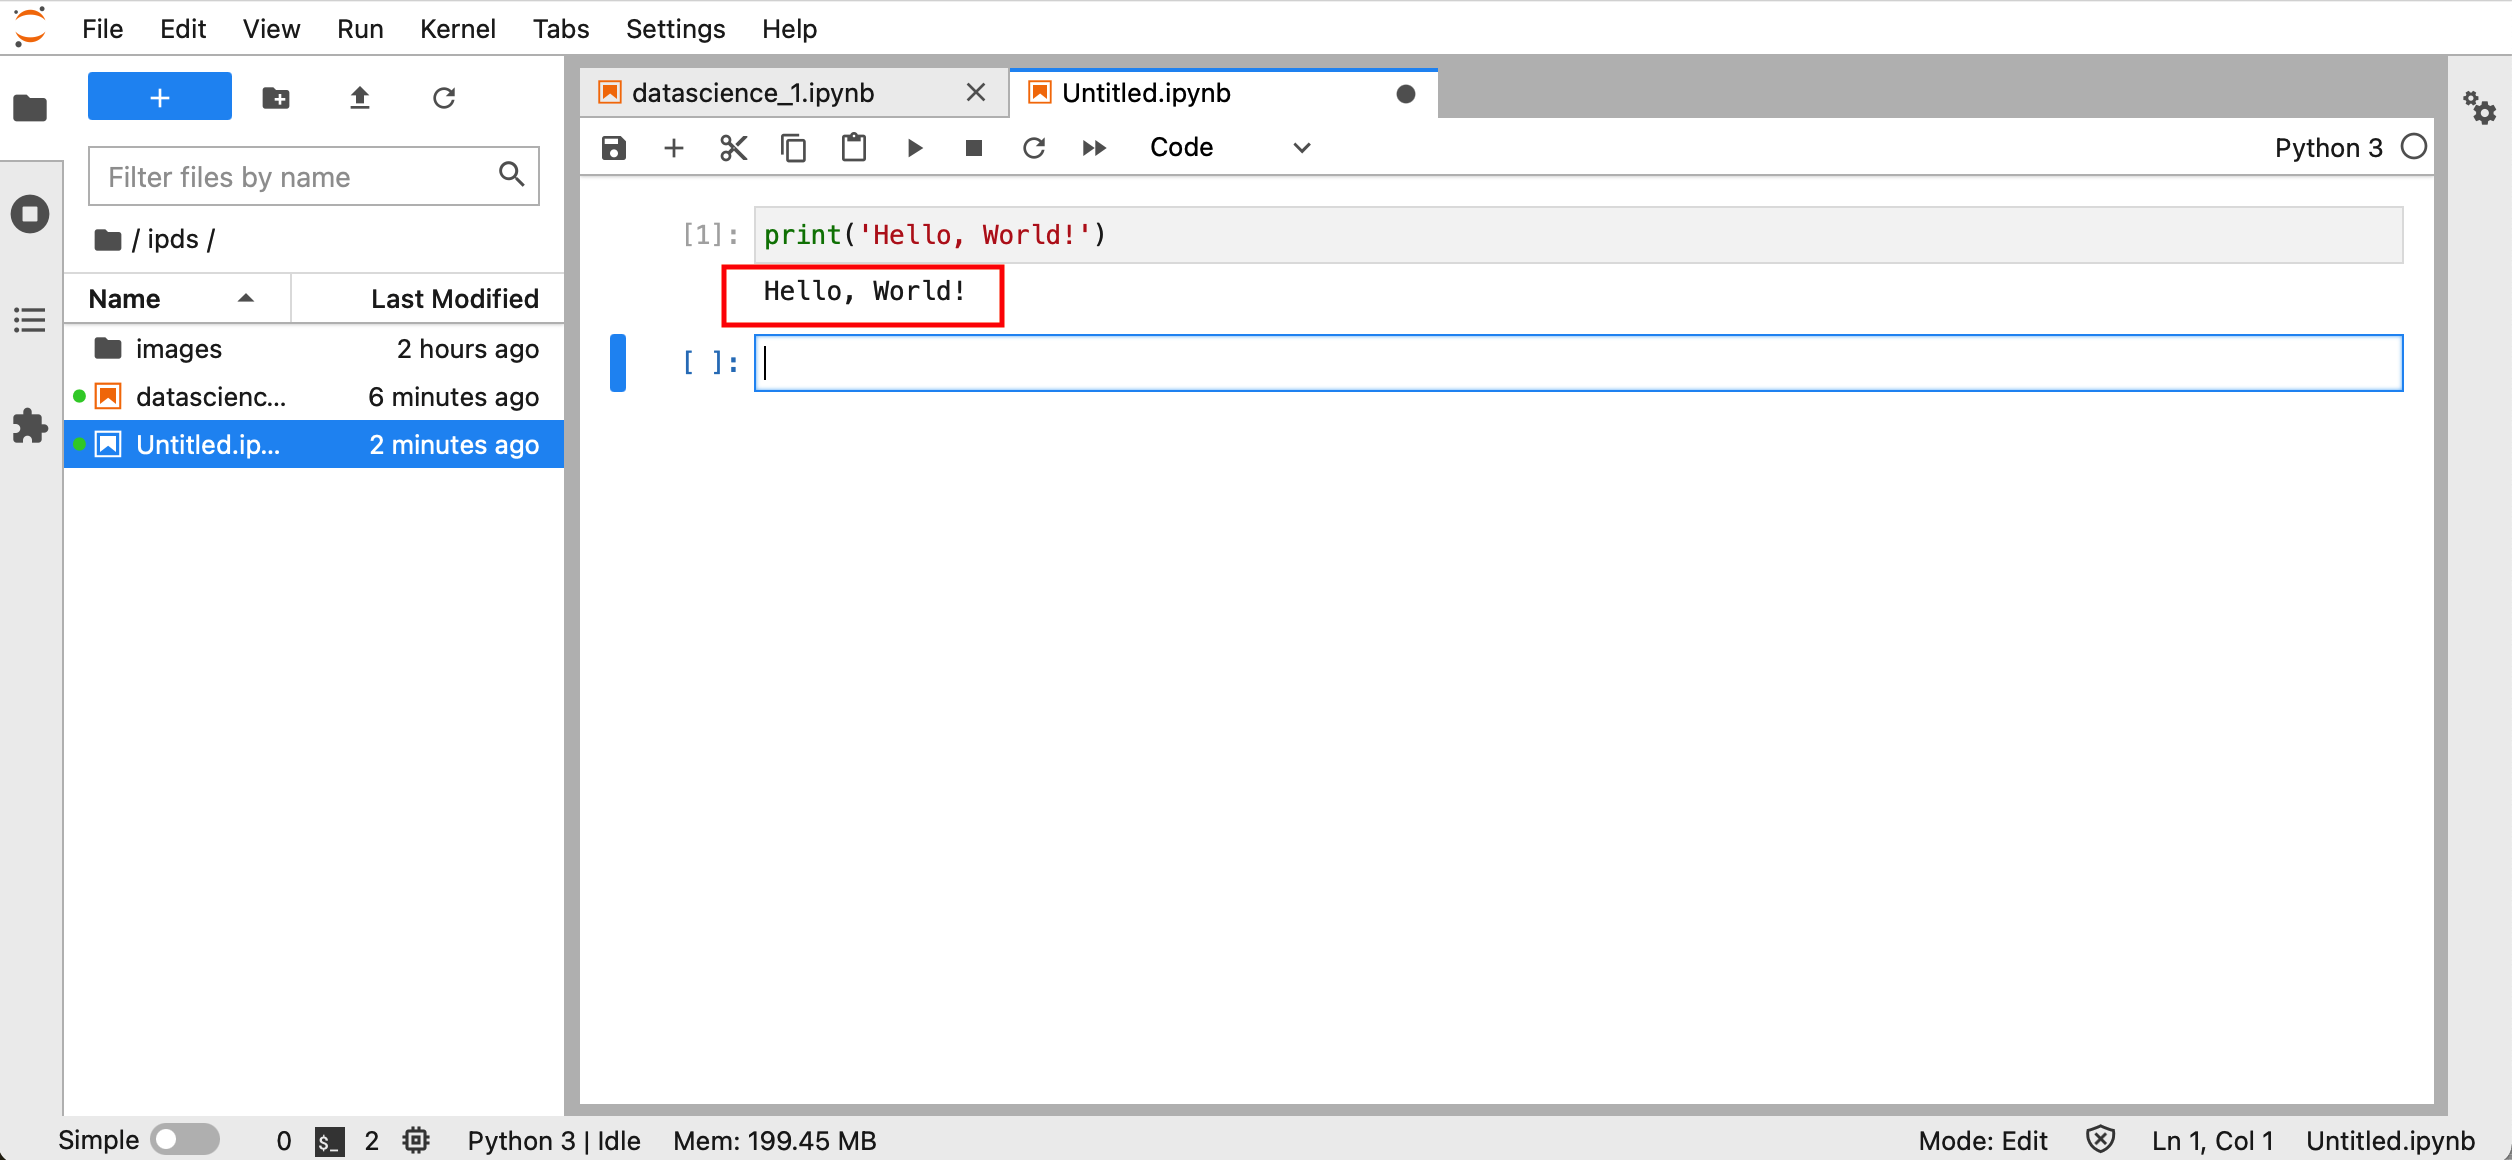 File Edit View Run Kernel Tabs Settings Help
Filter files by name
/ ipds /
Name Last Modified
images 2 hours ago
datascienc... 6 minutes ago
Untitled.ip... 2 minutes ago
datascience_1.ipynb Untitled.ipynb
Code Python 3
[1]: print('Hello, World!')
Hello, World!
[ ]:
Simple 0 $_ 2 Python 3 | Idle Mem: 199.45 MB Mode: Edit Ln 1, Col 1 Untitled.ipynb